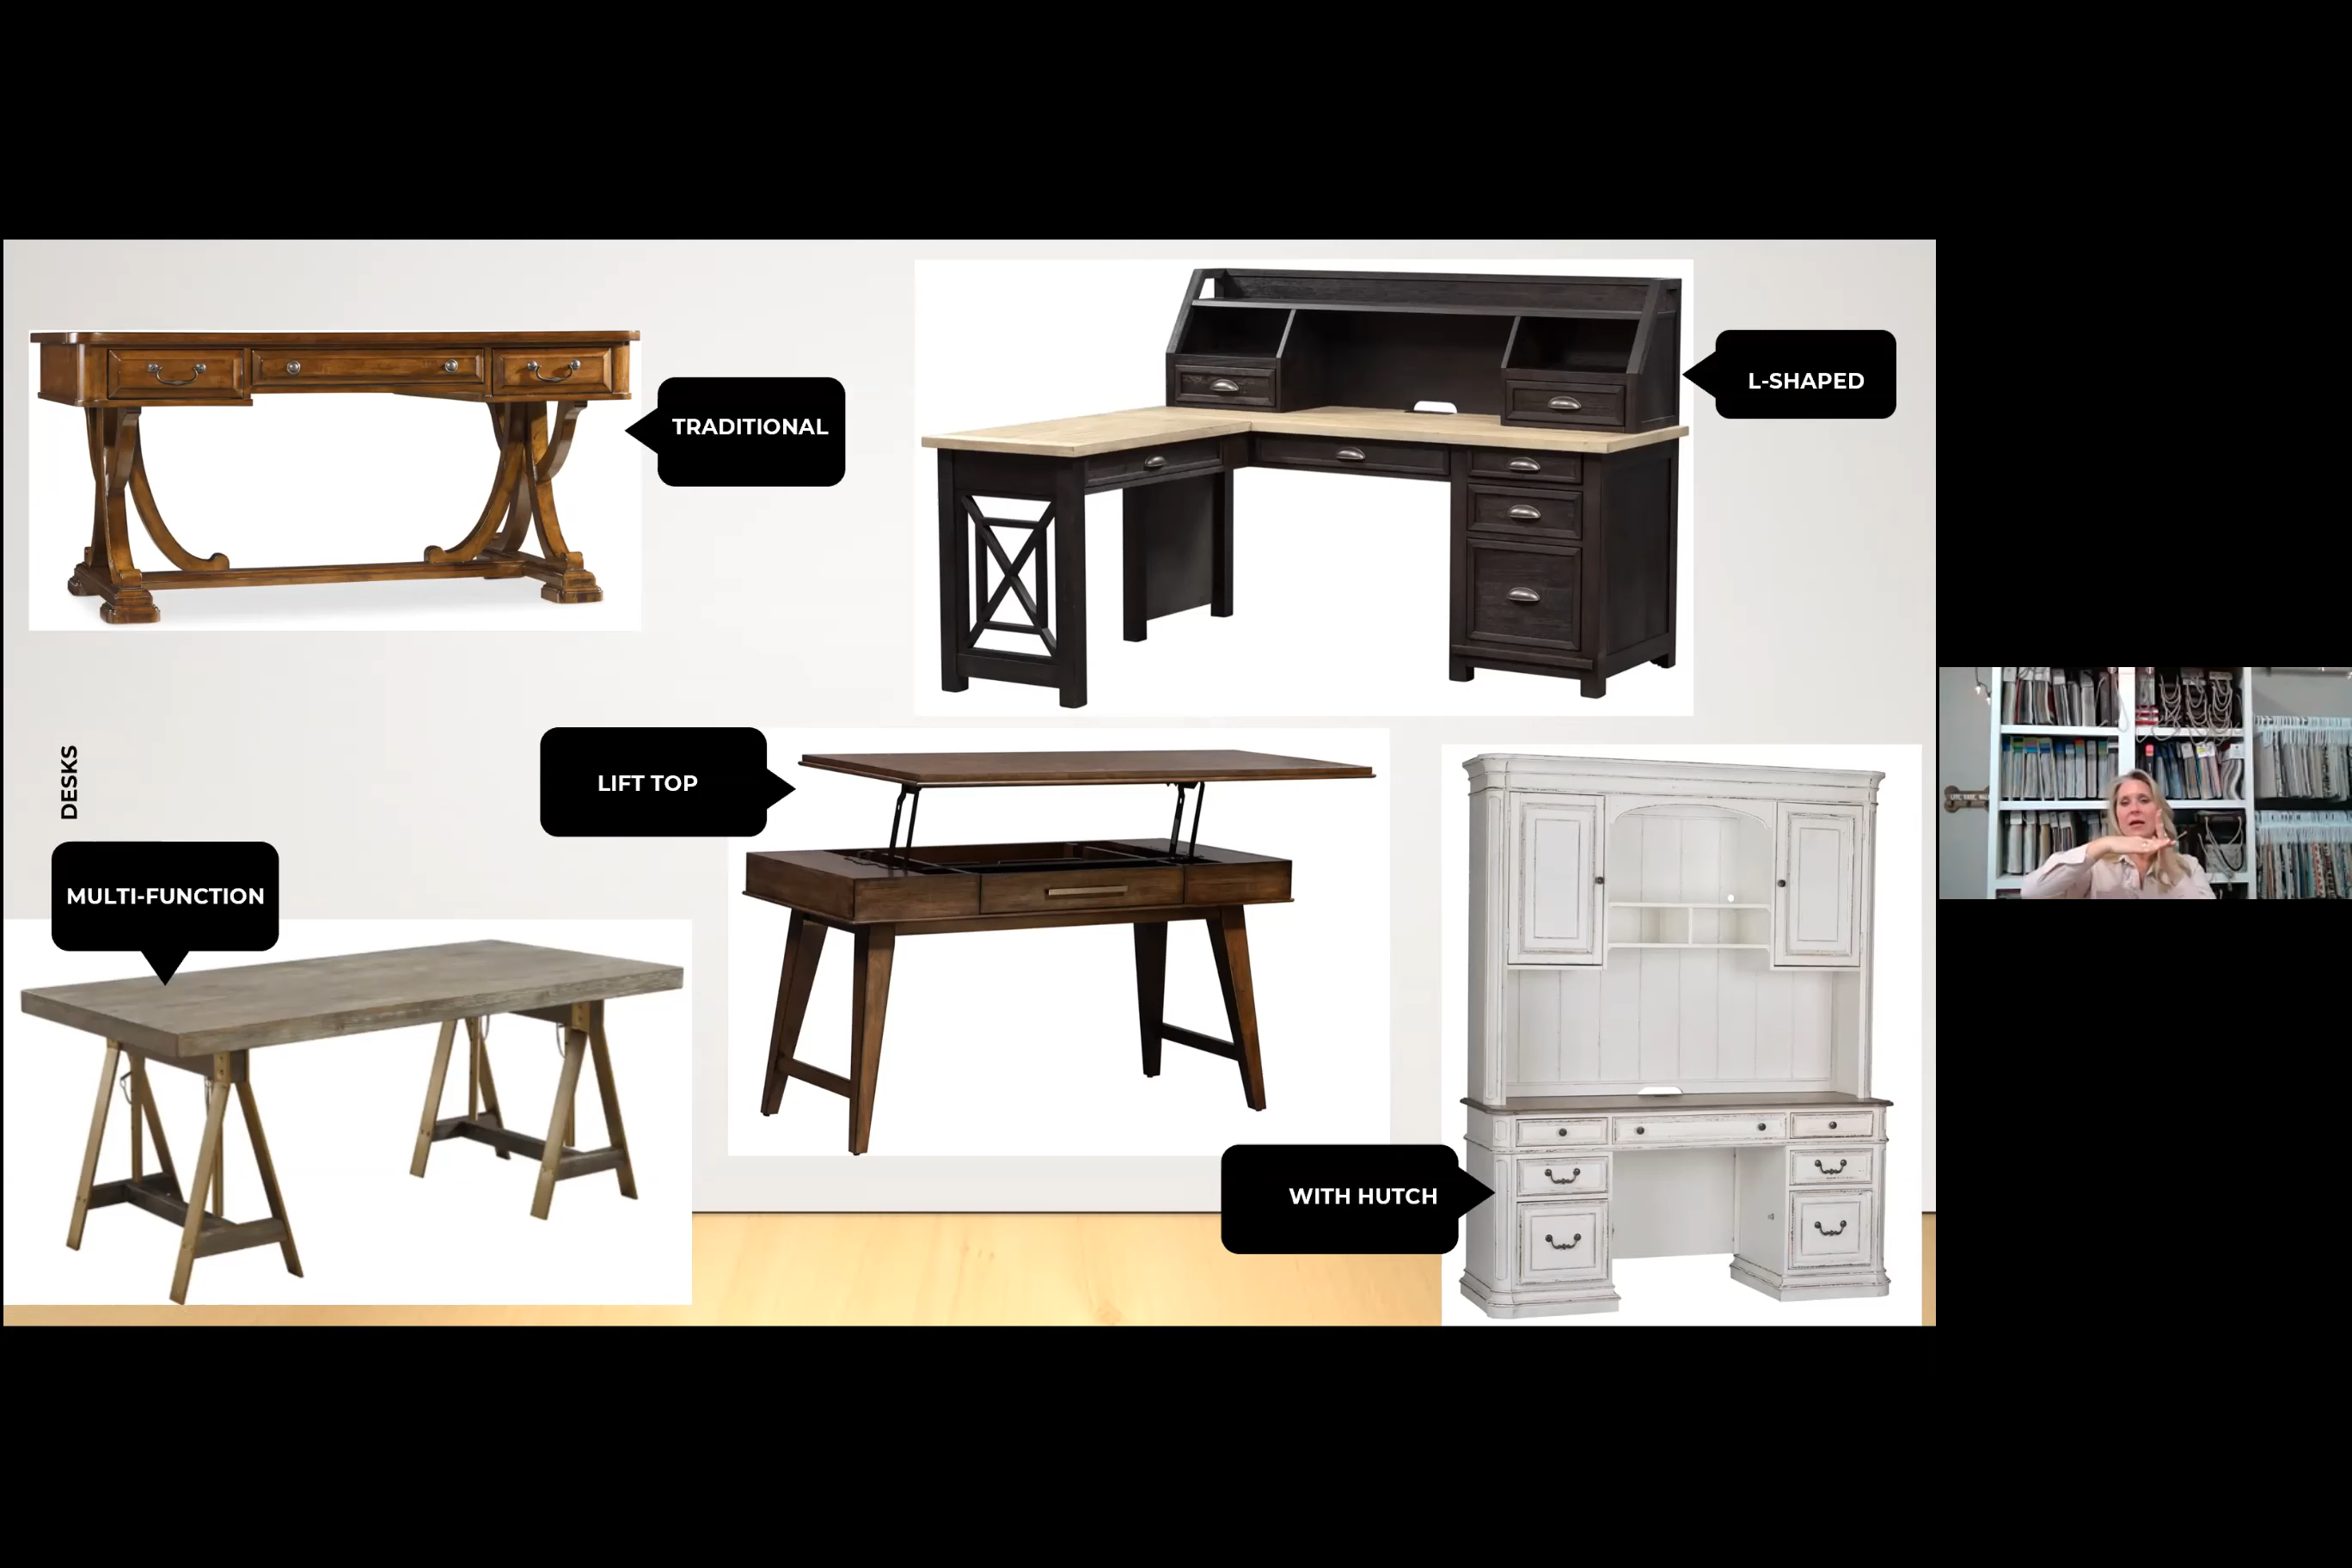 TRADITIONAL
L-SHAPED
DESKS
LIFT TOP
MULTI-FUNCTION
WITH HUTCH